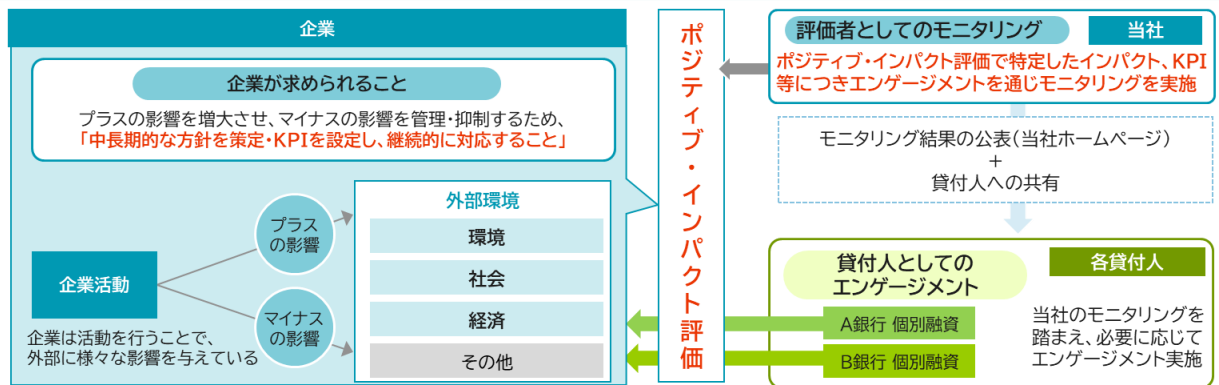 企業
企業が求められること
プラスの影響を増大させ、マイナスの影響を管理・抑制するため、
「中長期的な方針を策定・KPIを設定し、継続的に対応すること」
企業活動
企業は活動を行うことで、
外部に様々な影響を与えている
プラス
の影響
マイナス
の影響
外部環境
環境
社会
経済
その他
ポジティブ・インパクト評価
評価者としてのモニタリング
当社
ポジティブ・インパクト評価で特定したインパクト、KPI
等につきエンゲージメントを通じモニタリングを実施
モニタリング結果の公表(当社ホームページ)
+
貸付人への共有
貸付人としての
エンゲージメント
各貸付人
A銀行 個別融資
B銀行 個別融資
当社のモニタリングを
踏まえ、必要に応じて
エンゲージメント実施